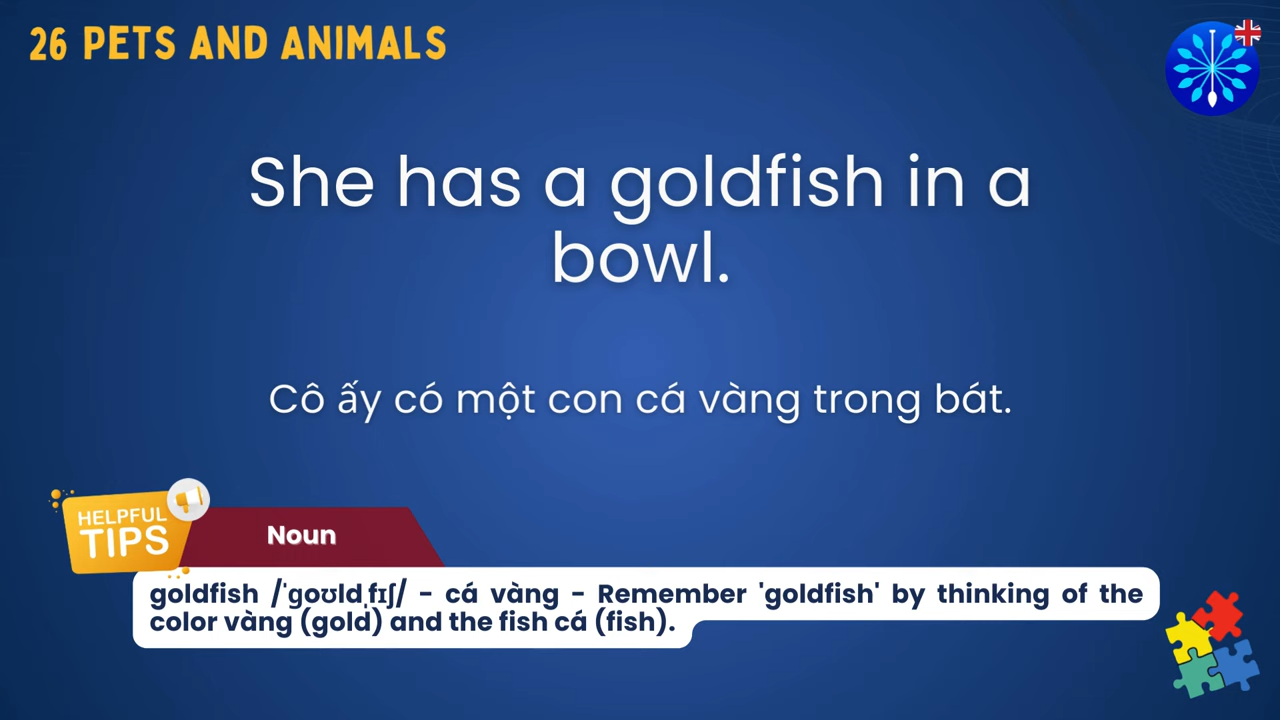 26 PETS AND ANIMALS
She has a goldfish in a
bowl.
Cô ấy có một con cá vàng trong bát.
HELPFUL
TIPS
Noun
goldfish /ˈɡoʊldˌfɪʃ/ - cá vàng - Remember 'goldfish' by thinking of the
color vàng (gold) and the fish cá (fish).